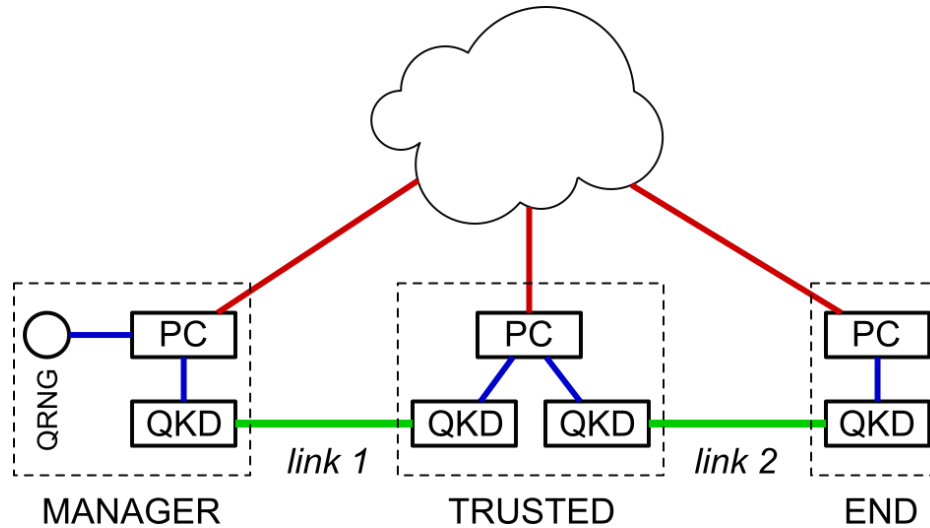 PC
PC
PC
QRNG
QKD
QKD
QKD
QKD
link 1
link 2
MANAGER
TRUSTED
END